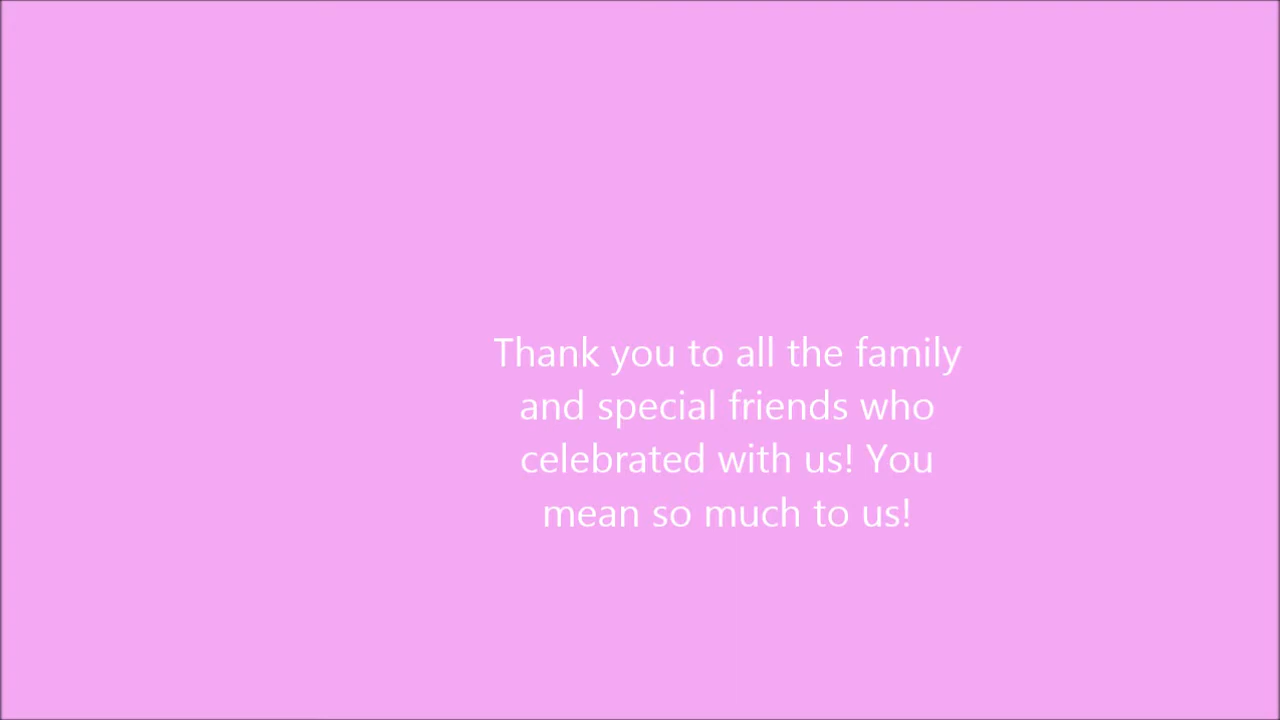 Thank you to all the family
and special friends who
celebrated with us! You
mean so much to us!